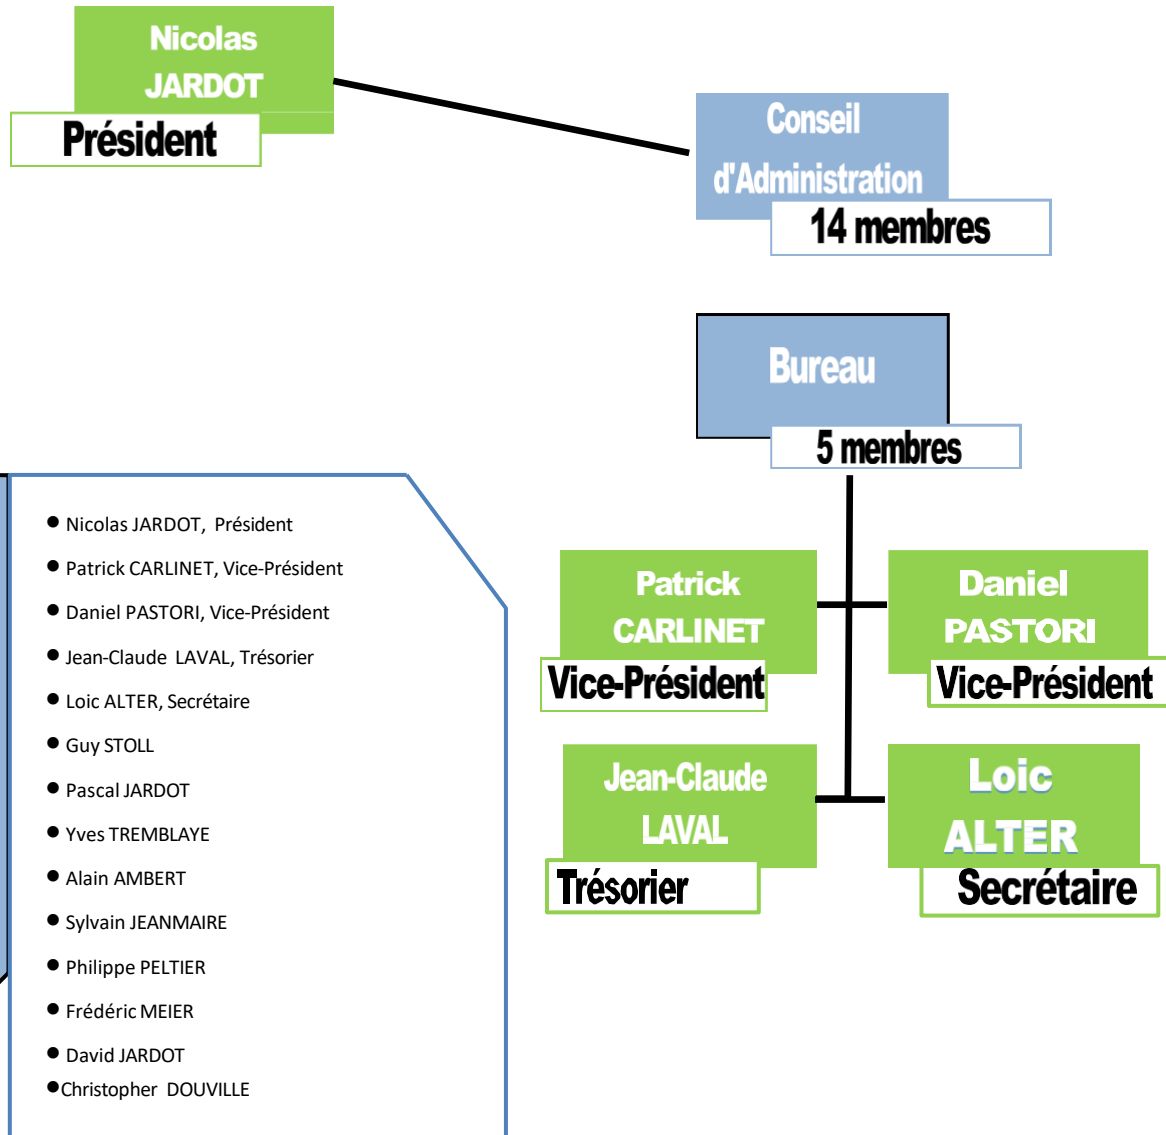 Nicolas
JARDOT
Président
Conseil
d'Administration
14 membres
Bureau
5 membres
• Nicolas JARDOT, Président
• Patrick CARLINET, Vice-Président
• Daniel PASTORI, Vice-Président
• Jean-Claude LAVAL, Trésorier
• Loic ALTER, Secrétaire
• Guy STOLL
• Pascal JARDOT
• Yves TREMBLAYE
• Alain AMBERT
• Sylvain JEANMAIRE
• Philippe PELTIER
• Frédéric MEIER
• David JARDOT
•Christopher DOUVILLE
Patrick
CARLINET
Vice-Président
Daniel
PASTORI
Vice-Président
Jean-Claude
LAVAL
Trésorier
Loic
ALTER
Secrétaire